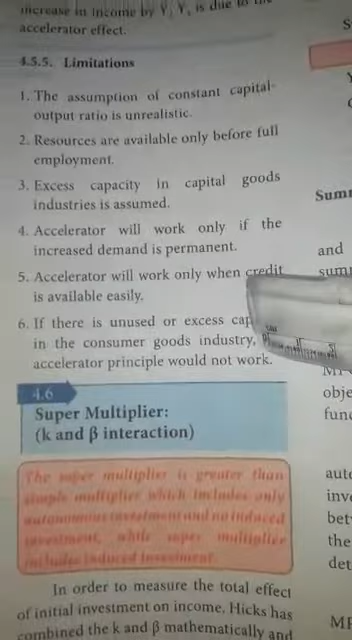 increase in income by Y, Y, is due to the
accelerator effect.
4.5.5. Limitations
1. The assumption of constant capital-
output ratio is unrealistic.
2. Resources are available only before full
employment.
3. Excess capacity in capital goods
industries is assumed.
4. Accelerator will work only if the
increased demand is permanent.
5. Accelerator will work only when credit
is available easily.
6. If there is unused or excess cap
in the consumer goods industry,
accelerator principle would not work.
4.6
Super Multiplier:
(k and β interaction)
The super multiplier is greater than
simple multiplier which includes only
autonomous investment and no induced
investment, while super multiplier
includes induced investment.
In order to measure the total effect
of initial investment on income, Hicks has
combined the k and β mathematically and
S
Summ
and
summ
obje
func
auto
inve
betw
the
det
MP